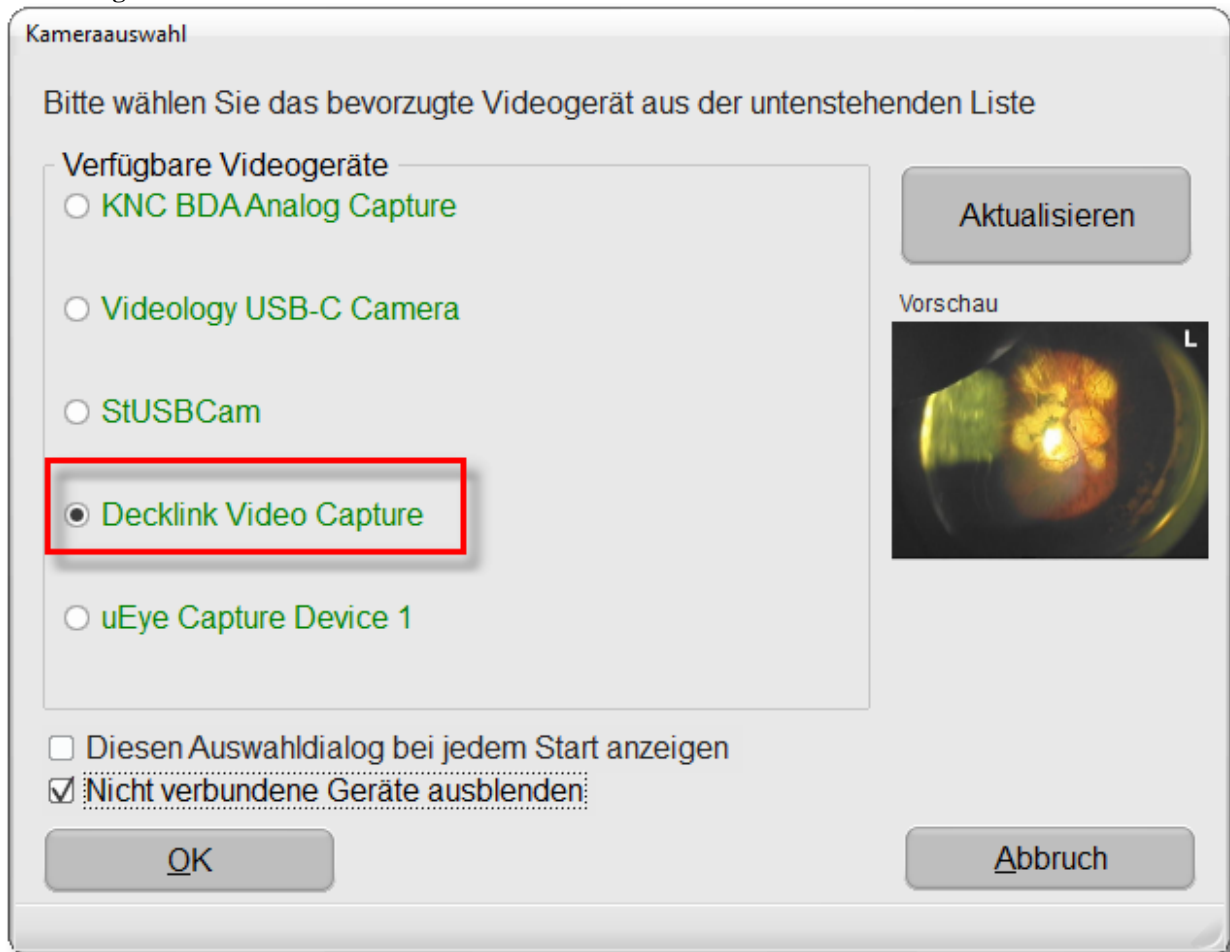 Kameraauswahl
Bitte wählen Sie das bevorzugte Videogerät aus der untenstehenden Liste
Verfügbare Videogeräte
KNC BDA Analog Capture
Aktualisieren
Videology USB-C Camera
Vorschau
L
StUSBCam
Decklink Video Capture
uEye Capture Device 1
Diesen Auswahldialog bei jedem Start anzeigen
Nicht verbundene Geräte ausblenden
OK
Abbruch